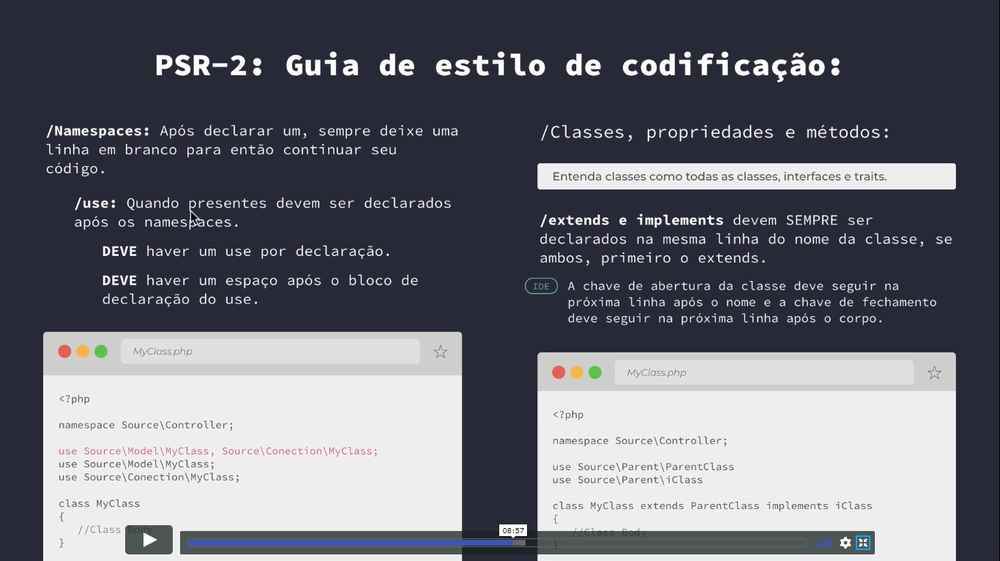 PSR-2: Guia de estilo de codificação:
/Namespaces: Após declarar um, sempre deixe uma
linha em branco para então continuar seu
código.
/use: Quando presentes devem ser declarados
após os namespaces.
DEVE haver um use por declaração.
DEVE haver um espaço após o bloco de
declaração do use.
MyClass.php
<?php
namespace Source\Controller;
use Source\Model\MyClass, Source\Conection\MyClass;
use Source\Model\MyClass;
use Source\Conection\MyClass;
class MyClass
{
//Class Body
}
/Classes, propriedades e métodos:
Entenda classes como todas as classes, interfaces e traits.
/extends e implements devem SEMPRE ser
declarados na mesma linha do nome da classe, se
ambos, primeiro o extends.
IDE
A chave de abertura da classe deve seguir na
próxima linha após o nome e a chave de fechamento
deve seguir na próxima linha após o corpo.
MyClass.php
<?php
namespace Source\Controller;
use Source\Parent\ParentClass
use Source\Parent\iClass
class MyClass extends ParentClass implements iClass
{
//Class Body
}
08:57